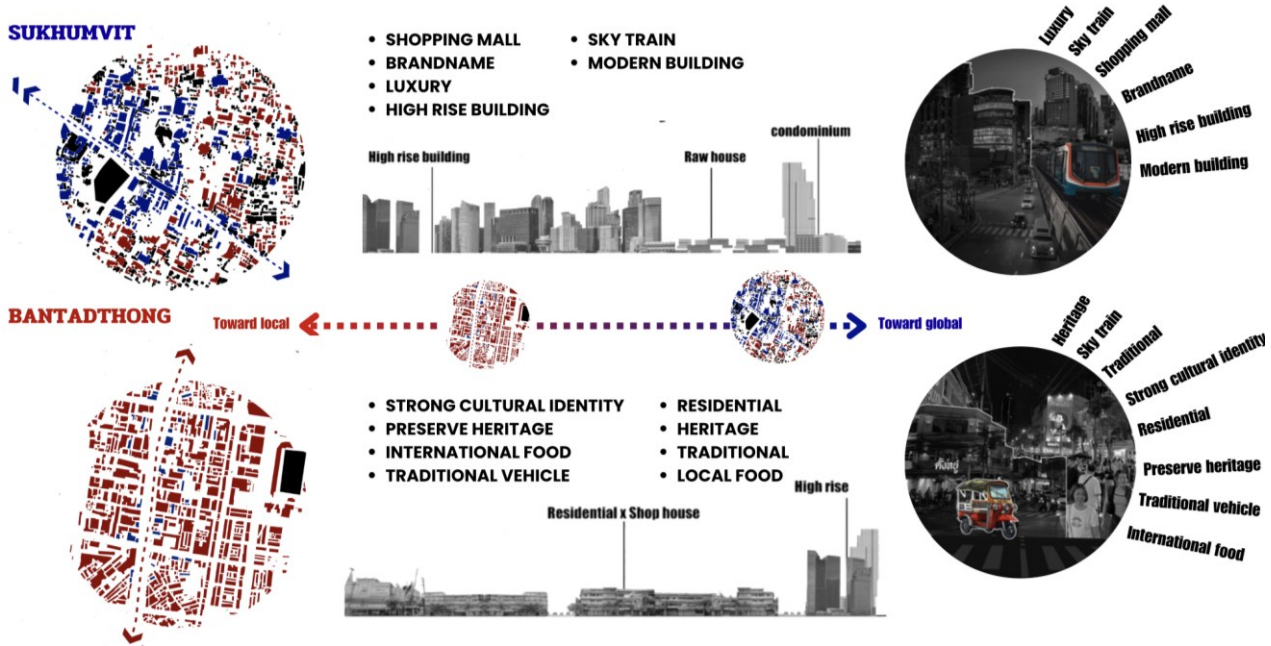 SUKHUMVIT
• SHOPPING MALL
• BRANDNAME
• LUXURY
• HIGH RISE BUILDING
• SKY TRAIN
• MODERN BUILDING
High rise building
Raw house
condominium
Luxury
Sky train
Shopping mall
Brandname
High rise building
Modern building
BANTADTHONG
Toward local
Toward global
• STRONG CULTURAL IDENTITY
• PRESERVE HERITAGE
• INTERNATIONAL FOOD
• TRADITIONAL VEHICLE
• RESIDENTIAL
• HERITAGE
• TRADITIONAL
• LOCAL FOOD
Residential x Shop house
High rise
Heritage
Sky train
Traditional
Strong cultural identity
Residential
Preserve heritage
Traditional vehicle
International food